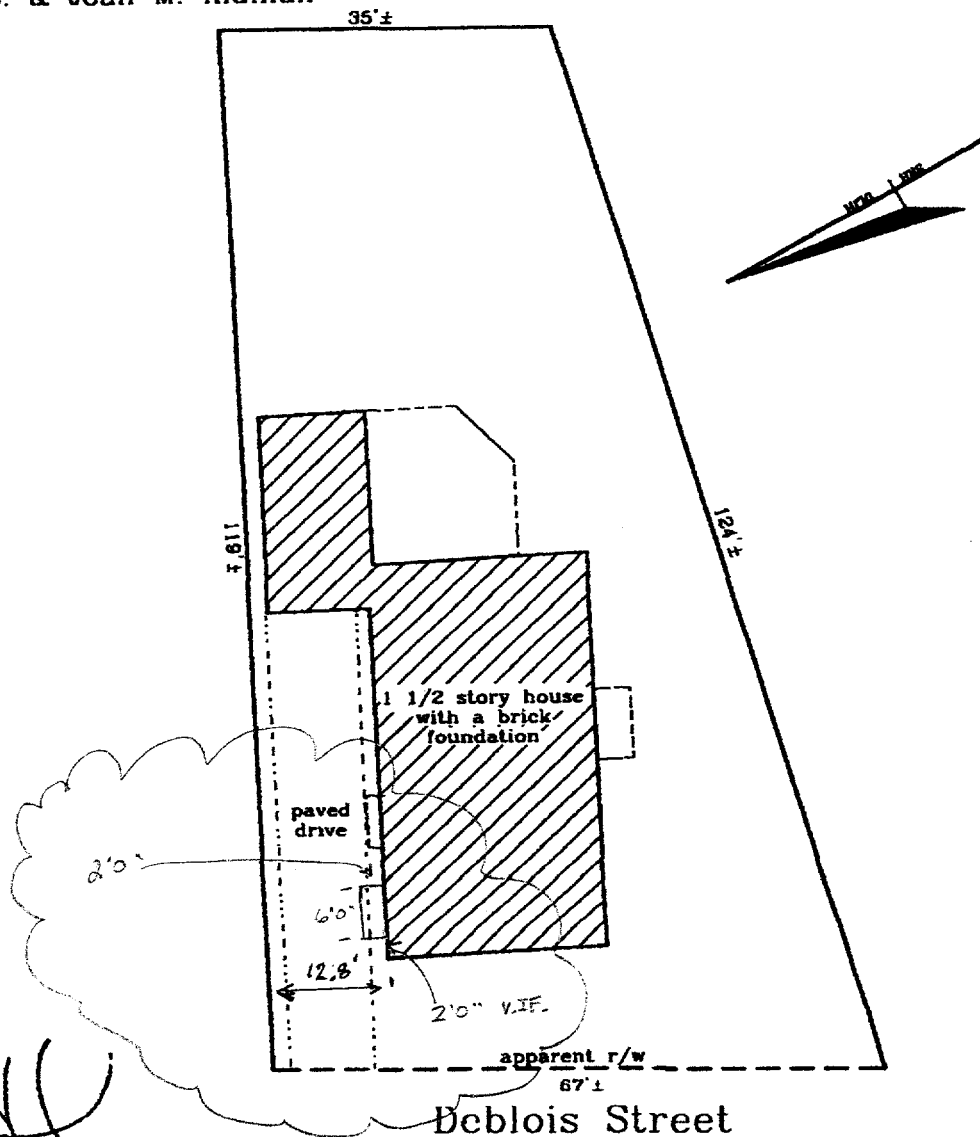 & Joan M.
35'±
119'±
124'±
1 1/2 story house
with a brick
foundation
paved
drive
2'0"
6'0"
12.8'
2'0" V.I.F.
apparent r/w
67'±
Deblois Street